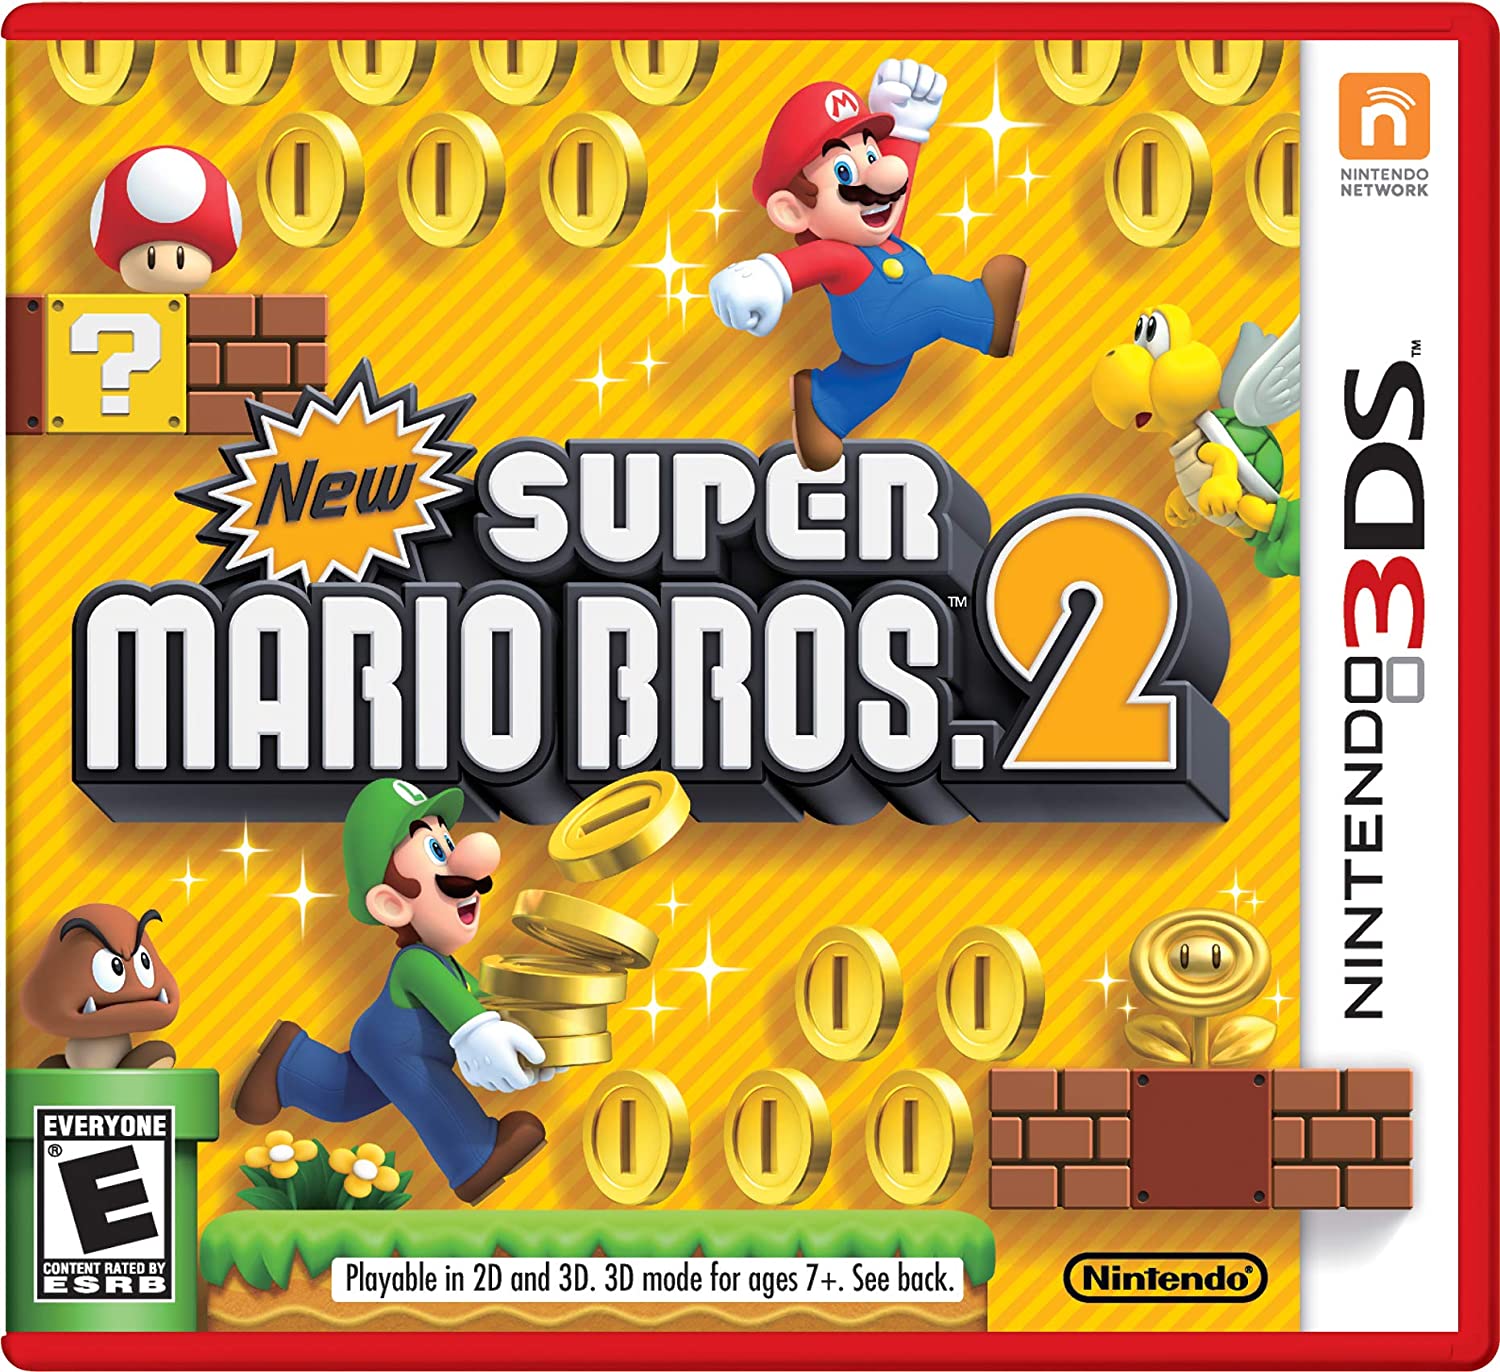 M
n
NINTENDO
NETWORK
?
New
SUPER
MARIO BROS.™ 2
NINTENDO 3DS™
L
EVERYONE
E®
CONTENT RATED BY
ESRB
Playable in 2D and 3D. 3D mode for ages 7+. See back.
Nintendo®